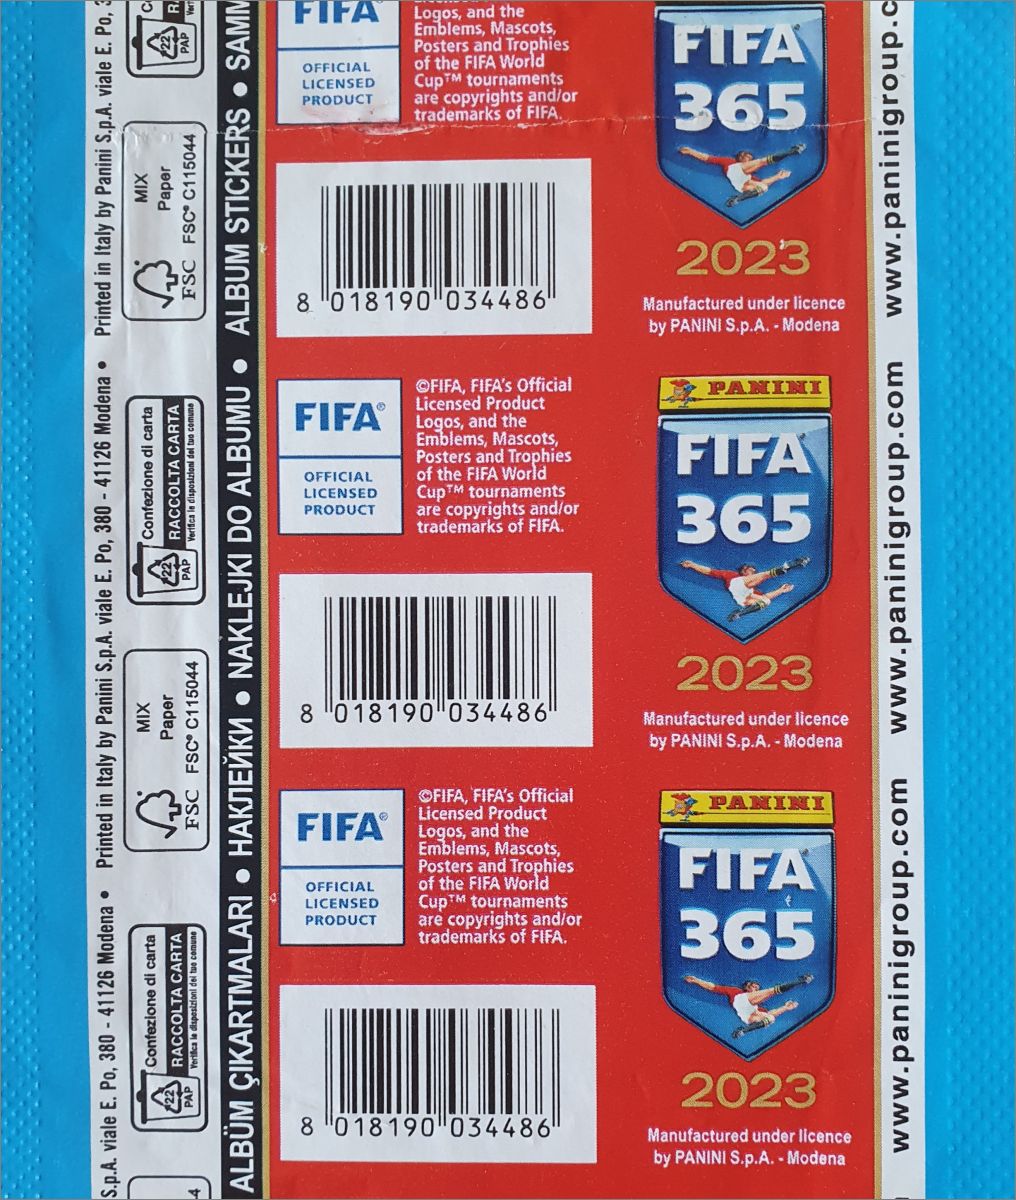 FIFA
OFFICIAL
LICENSED
PRODUCT
Logos, and the
Emblems, Mascots,
Posters and Trophies
of the FIFA World
Cup™ tournaments
are copyrights and/or
trademarks of FIFA.
FIFA
365
2023
Manufactured under licence
by PANINI S.p.A. - Modena
8 018190 034486
FIFA®
OFFICIAL
LICENSED
PRODUCT
©FIFA, FIFA's Official
Licensed Product
Logos, and the
Emblems, Mascots,
Posters and Trophies
of the FIFA World
Cup™ tournaments
are copyrights and/or
trademarks of FIFA.
PANINI
FIFA
365
2023
Manufactured under licence
by PANINI S.p.A. - Modena
8 018190 034486
FIFA®
OFFICIAL
LICENSED
PRODUCT
©FIFA, FIFA's Official
Licensed Product
Logos, and the
Emblems, Mascots,
Posters and Trophies
of the FIFA World
Cup™ tournaments
are copyrights and/or
trademarks of FIFA.
PANINI
FIFA
365
2023
Manufactured under licence
by PANINI S.p.A. - Modena
8 018190 034486
S.p.A. viale E. Po, 380 - 41126 Modena • Printed in Italy by Panini S.p.A. viale E. Po, 380 - 41126 Modena • Printed in Italy by Panini S.p.A. viale E. Po, 3
22
PAP
Confezione di carta
RACCOLTA CARTA
Verifica le disposizioni del tuo comune
FSC
MIX
Paper
FSC® C115044
22
PAP
Confezione di carta
RACCOLTA CARTA
Verifica le disposizioni del tuo comune
FSC
MIX
Paper
FSC® C115044
22
PAP
ALBÜM ÇIKARTMALARI • НАКЛЕЙКИ • NAKLEJKI DO ALBUMU • ALBUM STICKERS • SAMM
www.paninigroup.com
www.paninigroup.com
www.paninigroup.c